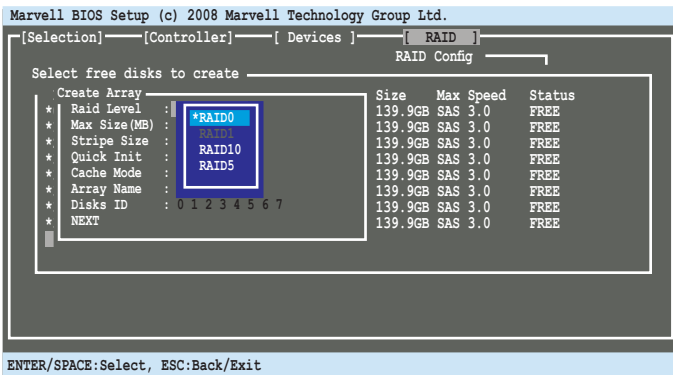 Marvell BIOS Setup (c) 2008 Marvell Technology Group Ltd.
[Selection] [Controller] [ Devices ] [ RAID ]
RAID Config
Select free disks to create
Create Array
Size Max Speed Status
* Raid Level : 139.9GB SAS 3.0 FREE
* Max Size(MB) : 139.9GB SAS 3.0 FREE
* Stripe Size : 139.9GB SAS 3.0 FREE
* Quick Init : 139.9GB SAS 3.0 FREE
* Cache Mode : 139.9GB SAS 3.0 FREE
* Array Name : 139.9GB SAS 3.0 FREE
* Disks ID : 0 1 2 3 4 5 6 7 139.9GB SAS 3.0 FREE
* NEXT 139.9GB SAS 3.0 FREE
*RAID0
RAID1
RAID10
RAID5
ENTER/SPACE:Select, ESC:Back/Exit